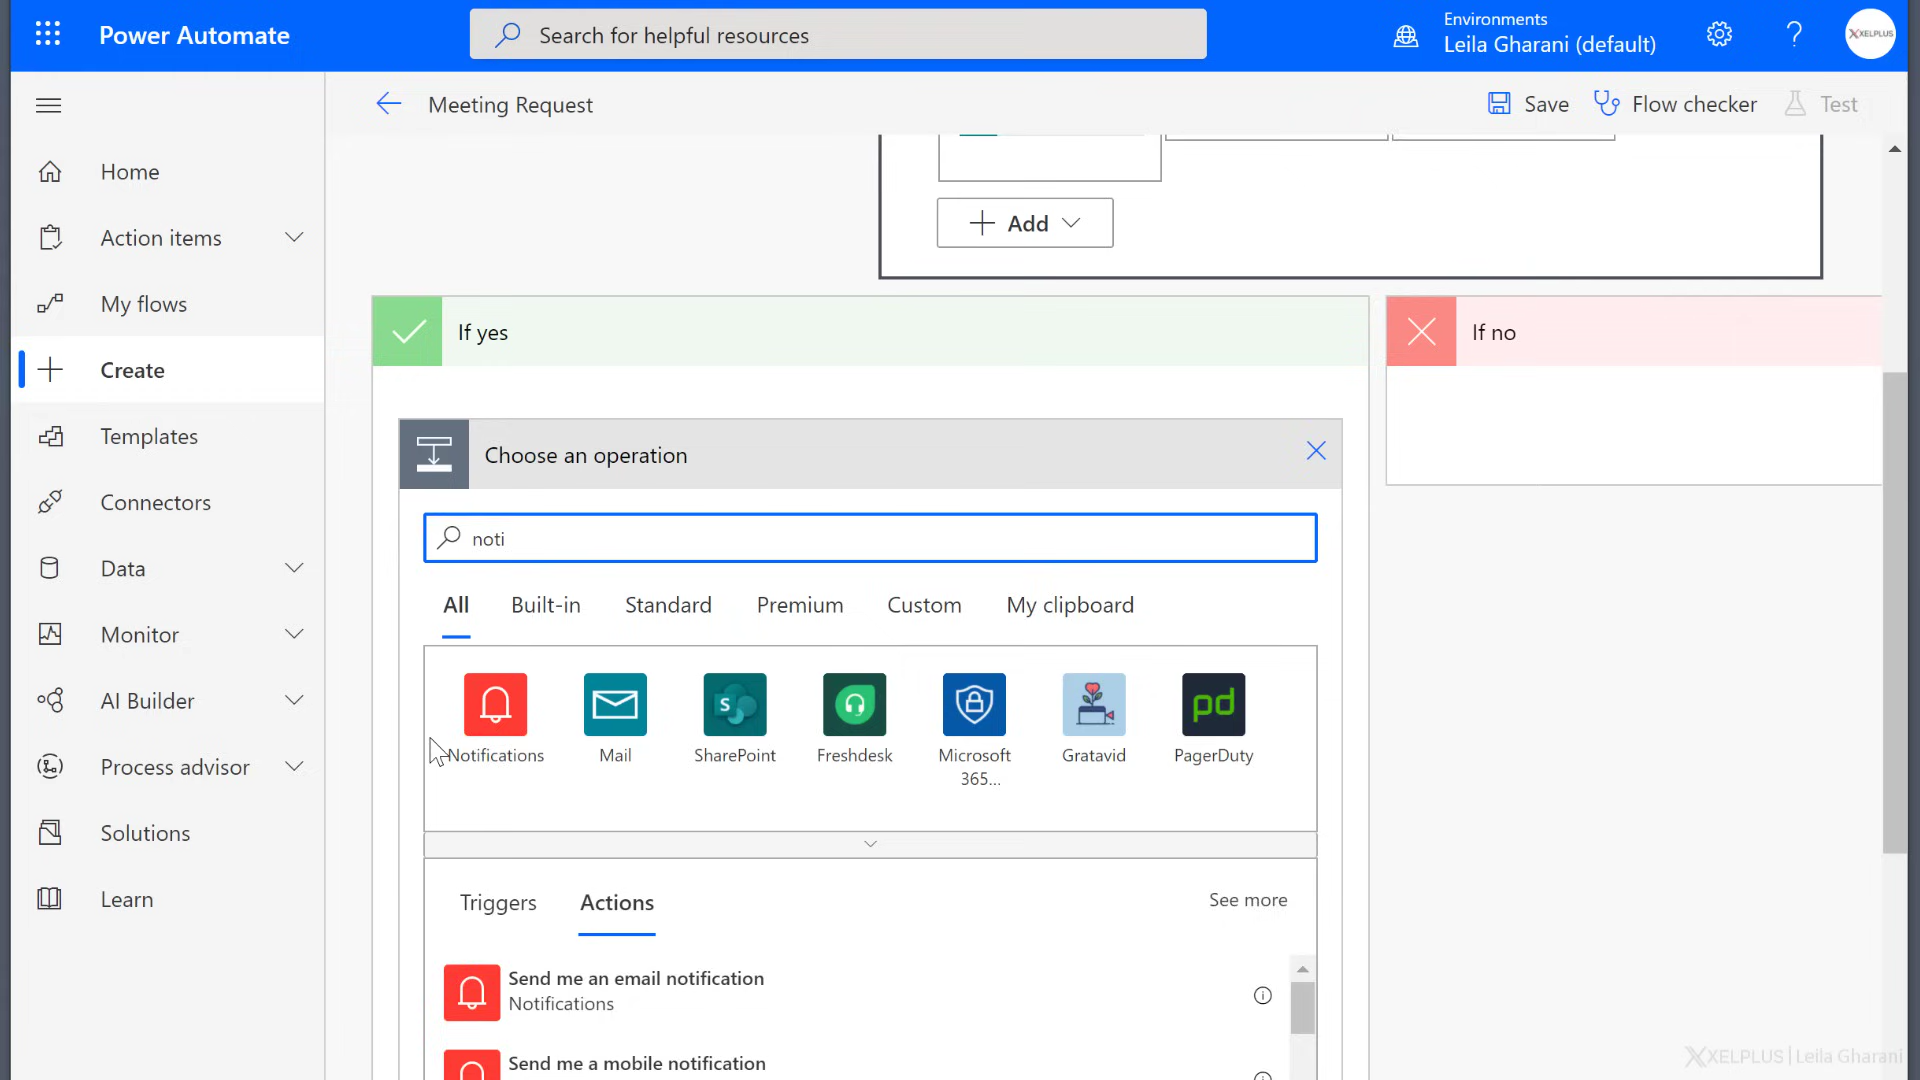 Power Automate
Search for helpful resources
Environments
Leila Gharani (default)
?
XELPLUS
Meeting Request
Save
Flow checker
Test
Home
Action items
My flows
Create
Templates
Connectors
Data
Monitor
AI Builder
Process advisor
Solutions
Learn
+ Add
If yes
If no
Choose an operation
noti
All
Built-in
Standard
Premium
Custom
My clipboard
Notifications
Mail
SharePoint
Freshdesk
Microsoft
365...
Gratavid
PagerDuty
S
pd
Triggers
Actions
See more
Send me an email notification
Notifications
Send me a mobile notification
XELPLUS | Leila Gharani